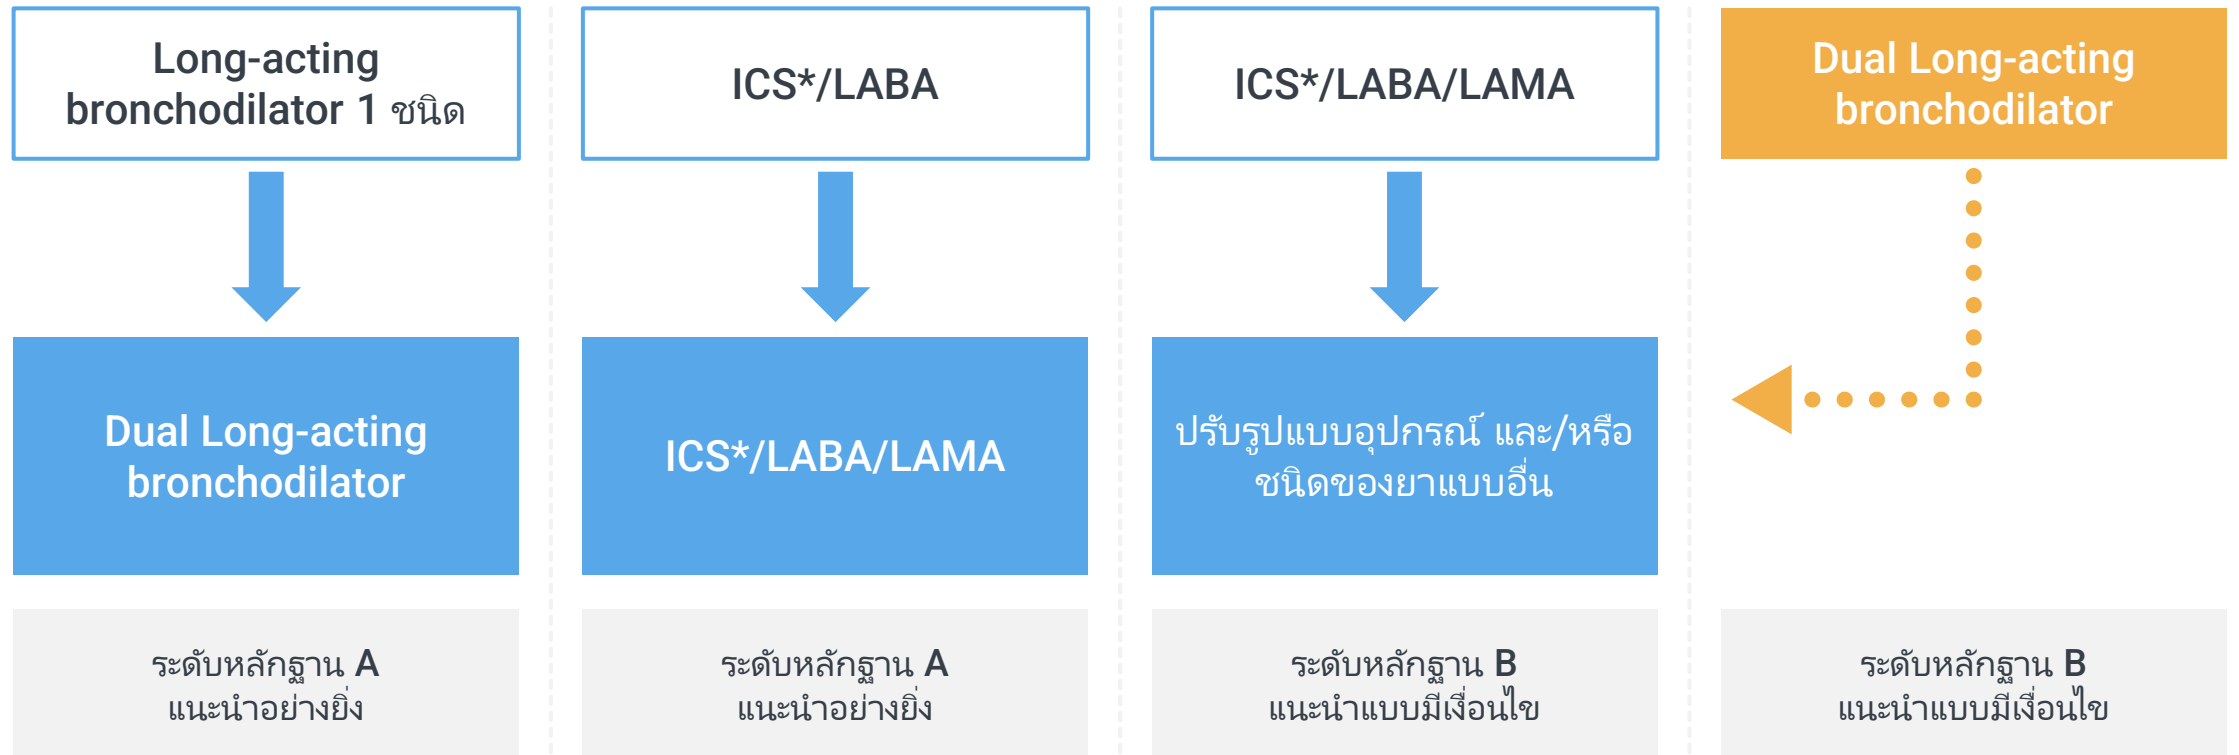 Long-acting
bronchodilator 1 ชนิด
ICS*/LABA
ICS*/LABA/LAMA
Dual Long-acting
bronchodilator
Dual Long-acting
bronchodilator
ICS*/LABA/LAMA
ปรับรูปแบบอุปกรณ์ และ/หรือ
ชนิดของยาแบบอื่น
ระดับหลักฐาน A
แนะนำอย่างยิ่ง
ระดับหลักฐาน A
แนะนำอย่างยิ่ง
ระดับหลักฐาน B
แนะนำแบบมีเงื่อนไข
ระดับหลักฐาน B
แนะนำแบบมีเงื่อนไข